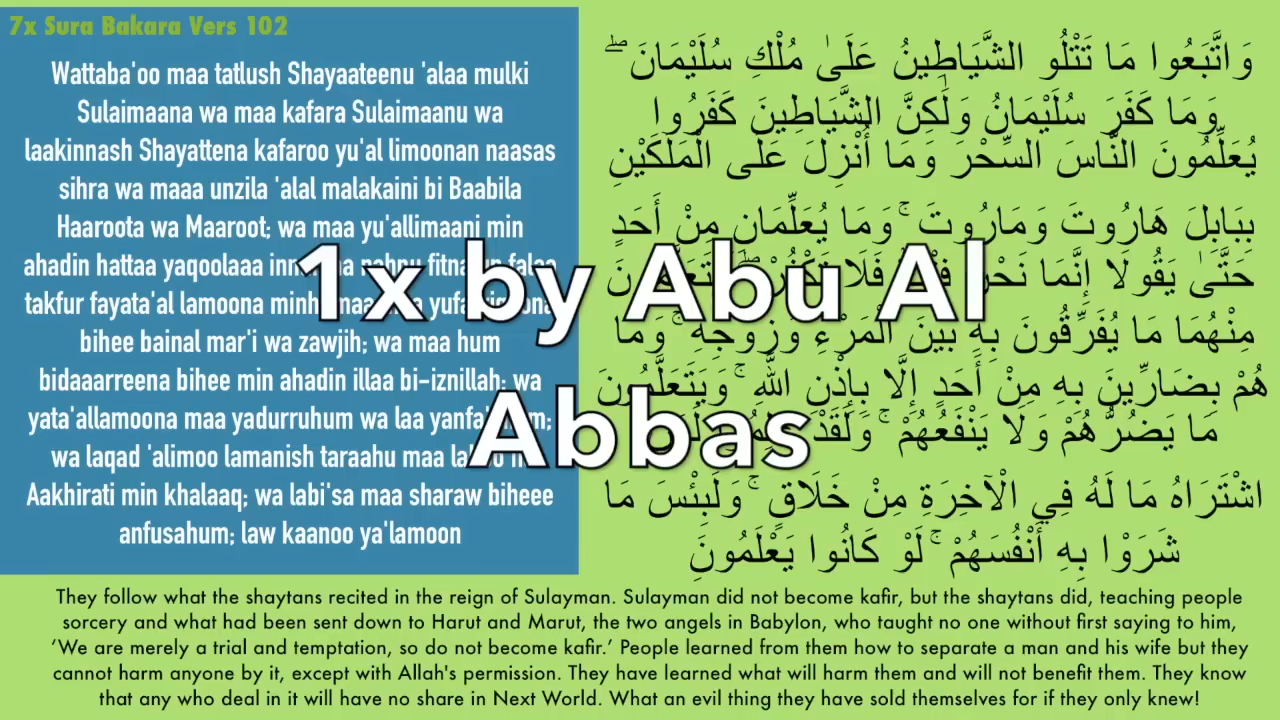 7x Sura Bakara Vers 102
Wattaba'oo maa tatlush Shayaateenu 'alaa mulki
Sulaimaana wa maa kafara Sulaimaanu wa
laakinnash Shayattena kafaroo yu'al limoonan naasas
sihra wa maaa unzila 'alal malakaini bi Baabila
Haaroota wa Maaroot; wa maa yu'allimaani min
ahadin hattaa yaqoolaaa falaa
takfur fayata'al lamoona
bihee bainal mar'i wa zawjih; wa maa hum
bidaaarreena bihee min ahadin illaa bi-iznillah; wa
yata'allamoona maa yadurruhum wa laa
wa laqad 'alimoo lamanish taraahu maa
Aakhirati min khalaaq; wa labi'sa maa sharaw biheee
anfusahum; law kaanoo ya'lamoon
وَاتَّبَعُوا مَا تَتْلُو الشَّيَاطِينُ عَلَىٰ مُلْكِ سُلَيْمَانَ ۖ
وَمَا كَفَرَ سُلَيْمَانُ وَلَٰكِنَّ الشَّيَاطِينَ كَفَرُوا
يُعَلِّمُونَ النَّاسَ السِّحْرَ وَمَا أُنْزِلَ عَلَى الْمَلَكَيْنِ
بِبَابِلَ هَارُوتَ وَمَارُوتَ ۚ وَمَا يُعَلِّمَانِ مِنْ أَحَدٍ
حَتَّىٰ يَقُولَا إِنَّمَا نَحْنُ فَلَا
مِنْهُمَا مَا يُفَرِّقُونَ بِهِ بَيْنَ الْمَرْءِ وَزَوْجِهِ ۚ وَمَا
هُمْ بِضَارِّينَ بِهِ مِنْ أَحَدٍ إِلَّا بِإِذْنِ اللَّهِ ۚ وَيَتَعَلَّمُونَ
مَا يَضُرُّهُمْ وَلَا يَنْفَعُهُمْ ۚ
اشْتَرَاهُ مَا لَهُ فِي الْآخِرَةِ مِنْ خَلَاقٍ ۚ وَلَبِئْسَ مَا
شَرَوْا بِهِ أَنْفُسَهُمْ ۚ لَوْ كَانُوا يَعْلَمُونَ
1x by Abu Al
Abbas
They follow what the shaytans recited in the reign of Sulayman. Sulayman did not become kafir, but the shaytans did, teaching people
sorcery and what had been sent down to Harut and Marut, the two angels in Babylon, who taught no one without first saying to him,
‘We are merely a trial and temptation, so do not become kafir.’ People learned from them how to separate a man and his wife but they
cannot harm anyone by it, except with Allah's permission. They have learned what will harm them and will not benefit them. They know
that any who deal in it will have no share in Next World. What an evil thing they have sold themselves for if they only knew!